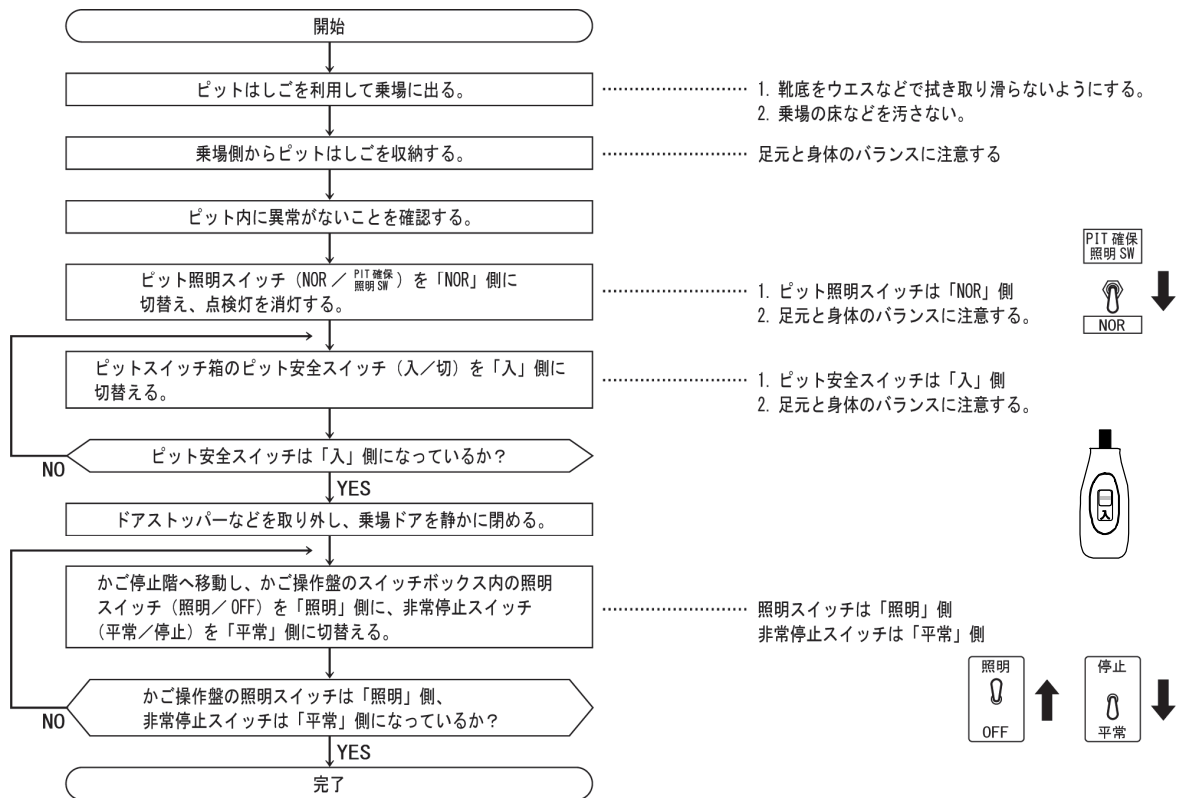 開始
ピットはしごを利用して乗場に出る。
1. 靴底をウエスなどで拭き取り滑らないようにする。
2. 乗場の床などを汚さない。
乗場側からピットはしごを収納する。
足元と身体のバランスに注意する
ピット内に異常がないことを確認する。
ピット照明スイッチ（NOR ／ PIT 確保 照明 SW ）を「NOR」側に
切替え、点検灯を消灯する。
1. ピット照明スイッチは「NOR」側
2. 足元と身体のバランスに注意する。
PIT 確保
照明 SW
NOR
ピットスイッチ箱のピット安全スイッチ（入／切）を「入」側に
切替える。
1. ピット安全スイッチは「入」側
2. 足元と身体のバランスに注意する。
ピット安全スイッチは「入」側になっているか？
NO
YES
入
ドアストッパーなどを取り外し、乗場ドアを静かに閉める。
かご停止階へ移動し、かご操作盤のスイッチボックス内の照明
スイッチ（照明／ OFF）を「照明」側に、非常停止スイッチ
（平常／停止）を「平常」側に切替える。
照明スイッチは「照明」側
非常停止スイッチは「平常」側
照明
OFF
停止
平常
かご操作盤の照明スイッチは「照明」側、
非常停止スイッチは「平常」側になっているか？
NO
YES
完了